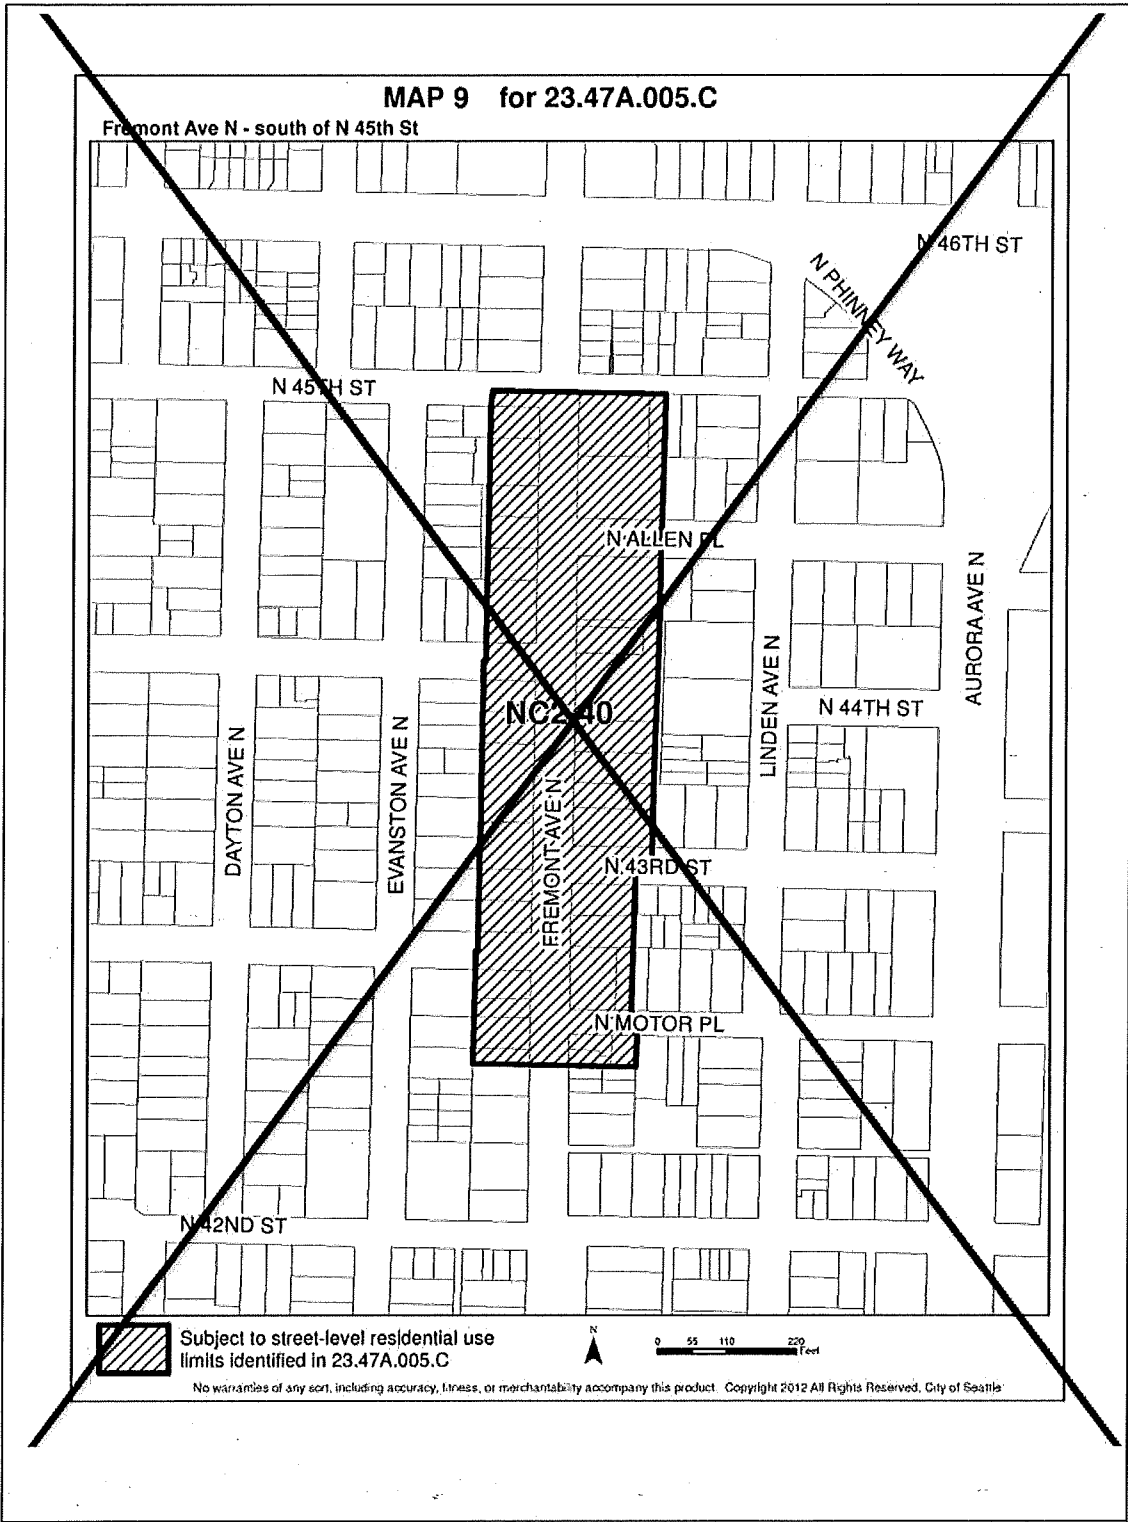 MAP 9 for 23.47A.005.C
Fremont Ave N - south of N 45th St
N 46TH ST
N PHINNEY WAY
N 45TH ST
N ALLEN PL
AURORA AVE N
LINDEN AVE N
N 44TH ST
NC2-40
DAYTON AVE N
EVANSTON AVE N
FREMONT AVE N
N 43RD ST
N MOTOR PL
N 42ND ST
Subject to street-level residential use
limits identified in 23.47A.005.C
N
0 55 110 220
Feet
No warranties of any sort, including accuracy, fitness, or merchantability accompany this product. Copyright 2012 All Rights Reserved, City of Seattle